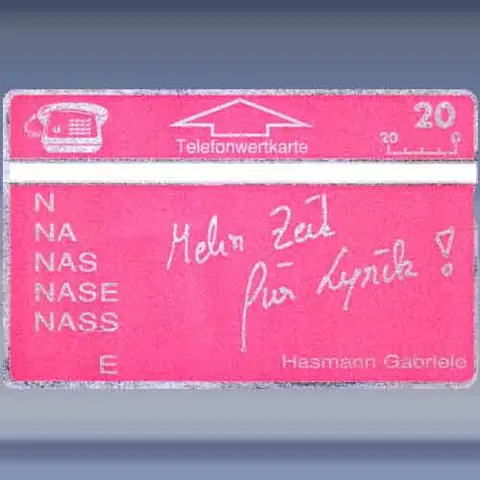 20
Telefonwertkarte
20 0
N
NA
NAS
NASE
NASS
E
Mehr Zeit
für Lyrik!
Hasmann Gabriele